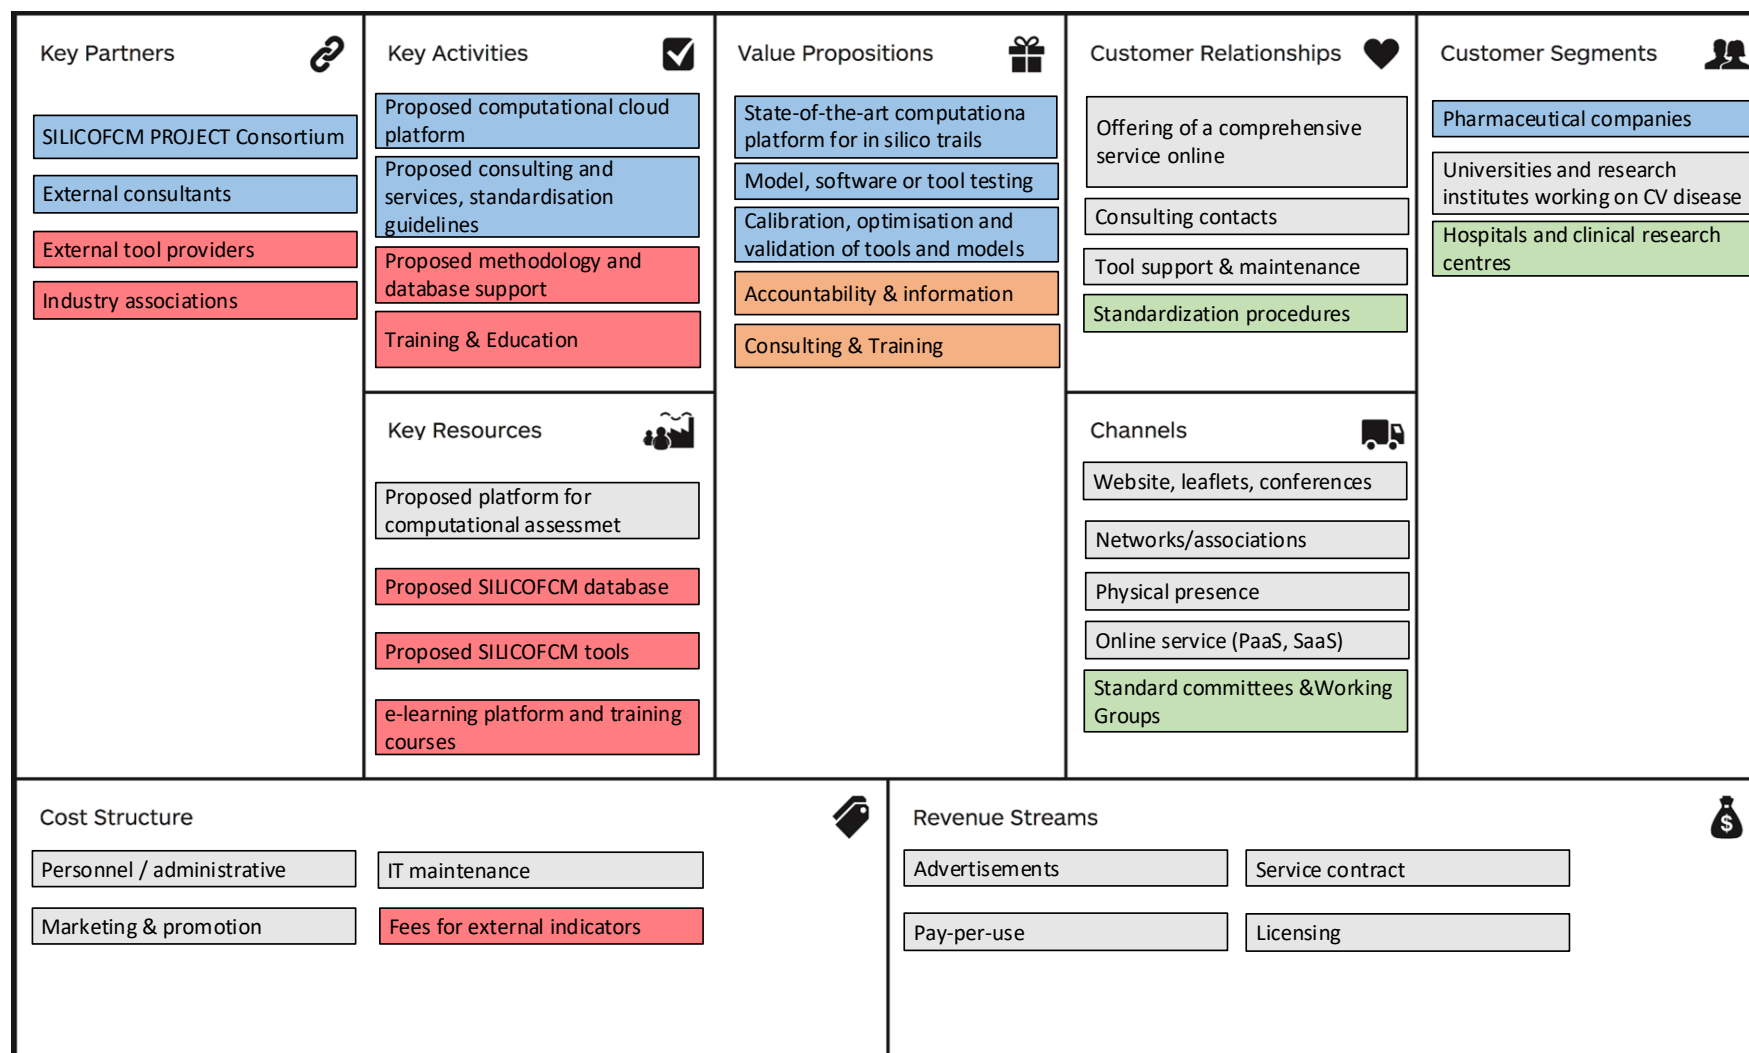 Key Partners
SILICOFCM PROJECT Consortium
External consultants
External tool providers
Industry associations
Key Activities
Proposed computational cloud
platform
Proposed consulting and
services, standardisation
guidelines
Proposed methodology and
database support
Training & Education
Key Resources
Proposed platform for
computational assessmet
Proposed SILICOFCM database
Proposed SILICOFCM tools
e-learning platform and training
courses
Value Propositions
State-of-the-art computationa
platform for in silico trails
Model, software or tool testing
Calibration, optimisation and
validation of tools and models
Accountability & information
Consulting & Training
Customer Relationships
Offering of a comprehensive
service online
Consulting contacts
Tool support & maintenance
Standardization procedures
Channels
Website, leaflets, conferences
Networks/associations
Physical presence
Online service (PaaS, SaaS)
Standard committees &Working
Groups
Customer Segments
Pharmaceutical companies
Universities and research
institutes working on CV disease
Hospitals and clinical research
centres
Cost Structure
Personnel / administrative
IT maintenance
Marketing & promotion
Fees for external indicators
Revenue Streams
$
Advertisements
Service contract
Pay-per-use
Licensing